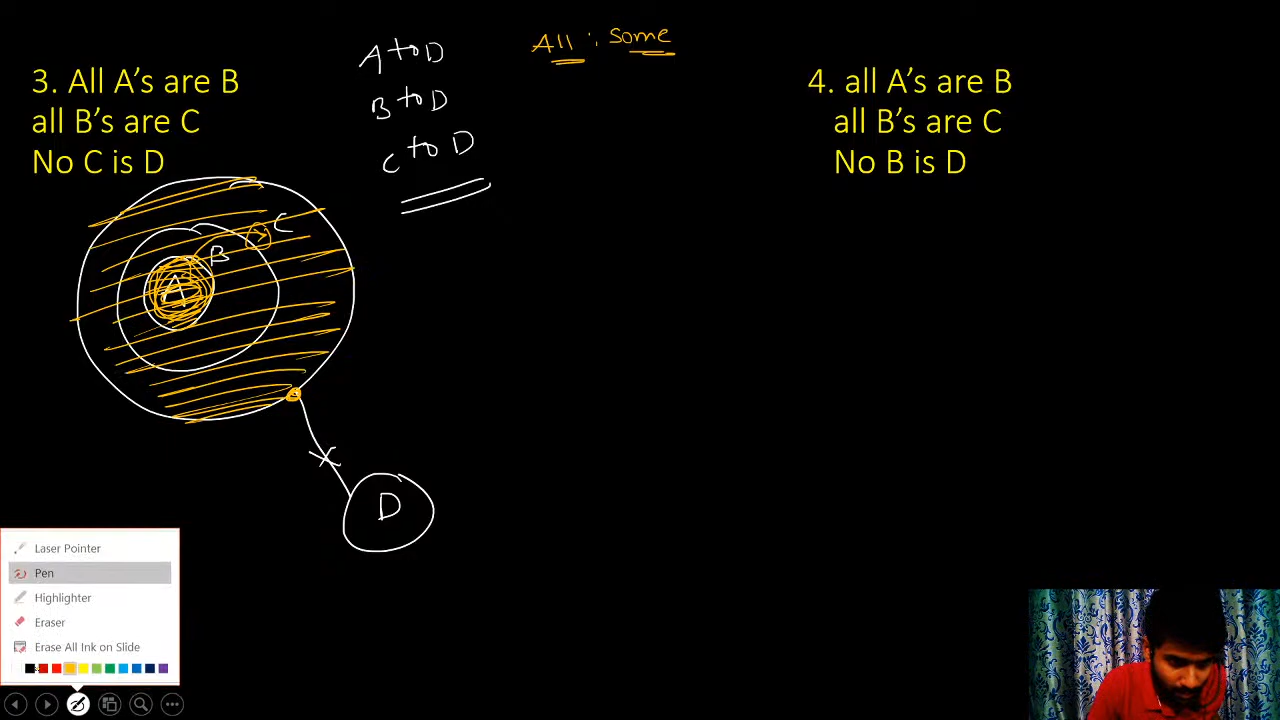 A to D
All : Some
B to D
C to D
3. All A's are B
all B's are C
No C is D
4. all A's are B
all B's are C
No B is D
C
B
A
D
Laser Pointer
Pen
Highlighter
Eraser
Erase All Ink on Slide